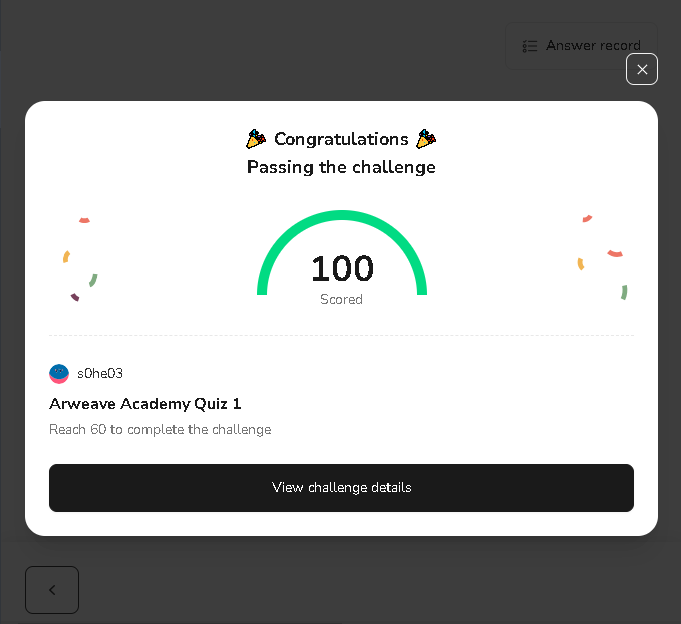 Answer record
Congratulations
Passing the challenge
100
Scored
s0he03
Arweave Academy Quiz 1
Reach 60 to complete the challenge
View challenge details